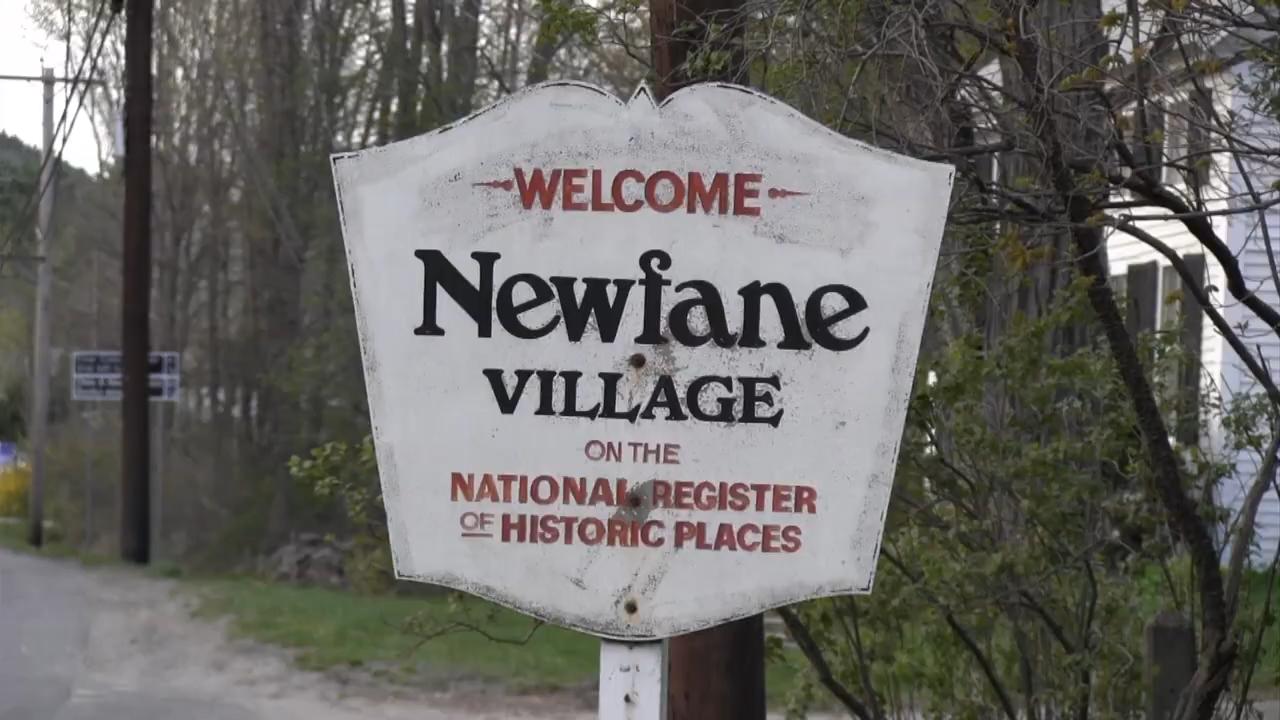 WELCOME
Newfane
VILLAGE
ON THE
NATIONAL REGISTER
OF HISTORIC PLACES